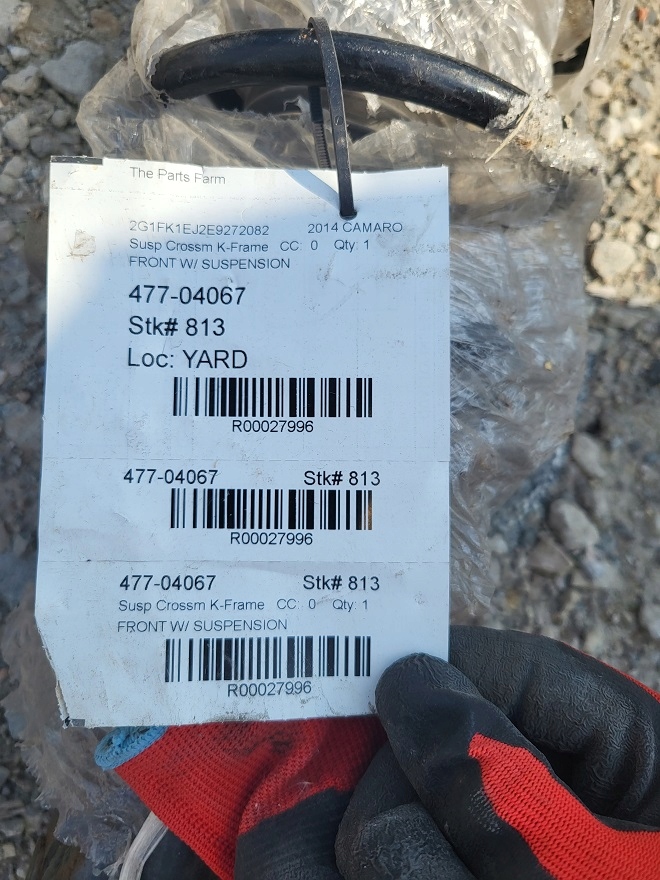 The Parts Farm
2G1FK1EJ2E9272082 2014 CAMARO
Susp Crossm K-Frame CC: 0 Qty: 1
FRONT W/ SUSPENSION
477-04067
Stk# 813
Loc: YARD
R00027996
477-04067 Stk# 813
R00027996
477-04067 Stk# 813
Susp Crossm K-Frame CC: 0 Qty: 1
FRONT W/ SUSPENSION
R00027996